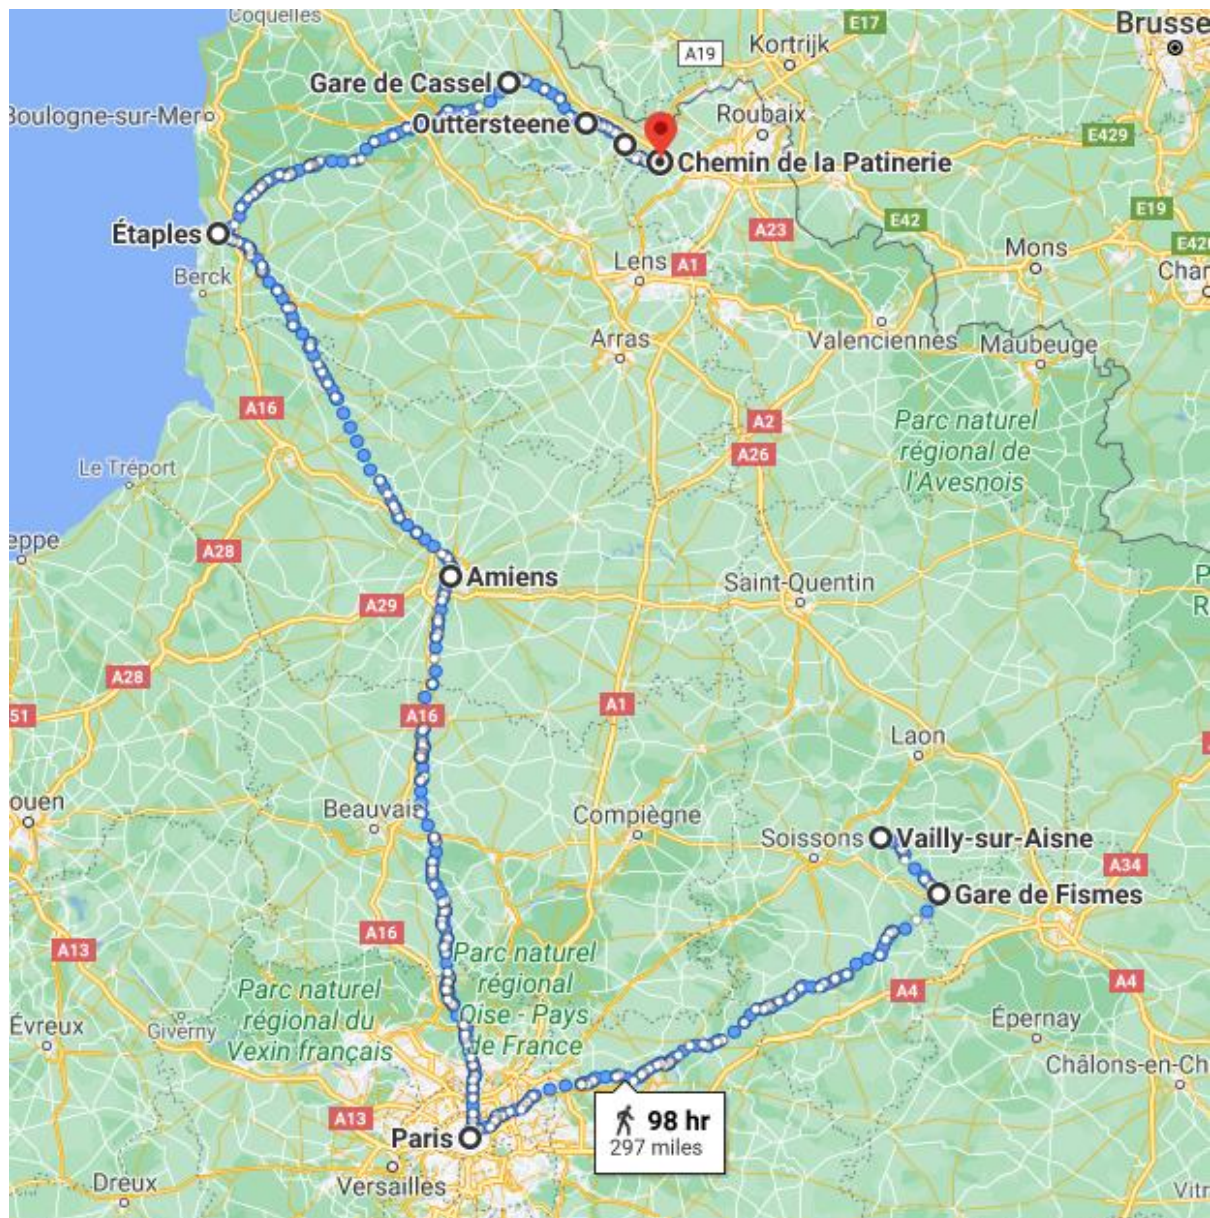 Coquelles
E17
Brusse
A19
Kortrijk
Gare de Cassel
Boulogne-sur-Mer
Outtersteene
Roubaix
E429
Chemin de la Patinerie
E19
E42
Étaples
A23
E420
Mons
Lens
A1
Char
Berck
Arras
Valenciennes
Maubeuge
A16
A2
Parc naturel
régional de
l'Avesnois
A26
Le Tréport
eppe
A28
Amiens
Saint-Quentin
P
R
A29
A28
51
A16
A1
Laon
ouen
Beauvais
Compiègne
Soissons
Vailly-sur-Aisne
A34
Gare de Fismes
A13
A16
Parc naturel
régional
Oise - Pays
de France
Parc naturel
régional du
Vexin français
A4
A4
Évreux
Giverny
Épernay
Châlons-en-Ch
A13
98 hr
297 miles
Paris
Versailles
Dreux
Vitr